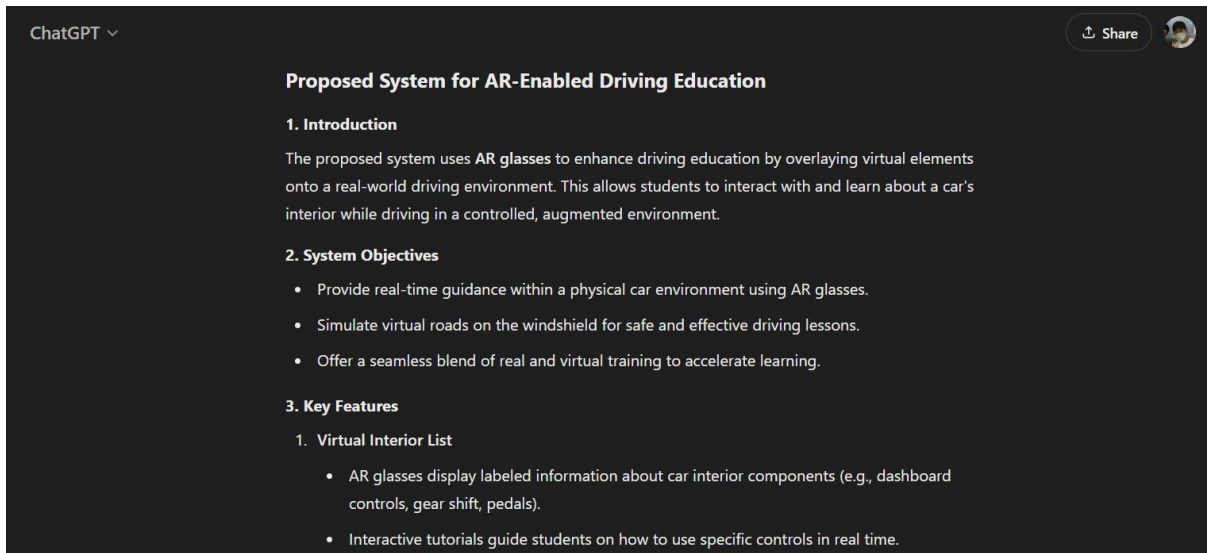 ChatGPT
Share
Proposed System for AR-Enabled Driving Education
1. Introduction
The proposed system uses AR glasses to enhance driving education by overlaying virtual elements
onto a real-world driving environment. This allows students to interact with and learn about a car's
interior while driving in a controlled, augmented environment.
2. System Objectives
• Provide real-time guidance within a physical car environment using AR glasses.
• Simulate virtual roads on the windshield for safe and effective driving lessons.
• Offer a seamless blend of real and virtual training to accelerate learning.
3. Key Features
1. Virtual Interior List
• AR glasses display labeled information about car interior components (e.g., dashboard
controls, gear shift, pedals).
• Interactive tutorials guide students on how to use specific controls in real time.